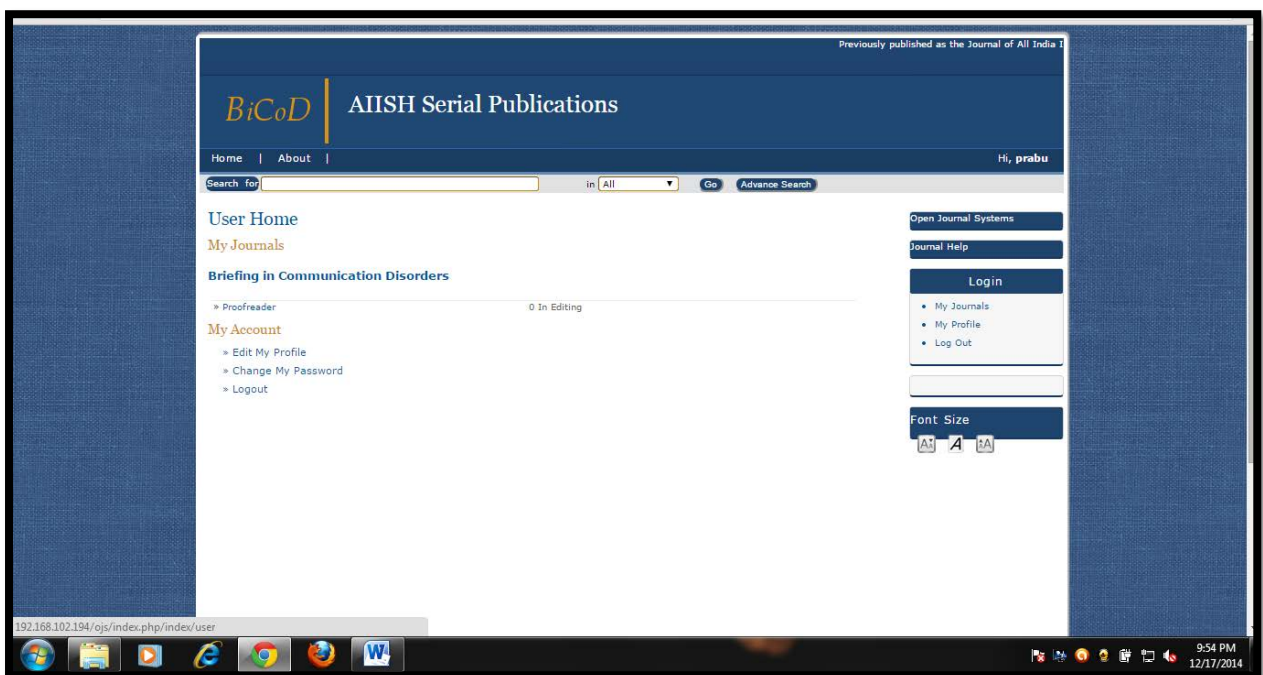 Previously published as the Journal of All India I
BiCoD
AIISH Serial Publications
Home | About |
Hi, prabu
Search for in All Go Advance Search
User Home
My Journals
Briefing in Communication Disorders
» Proofreader 0 In Editing
My Account
» Edit My Profile
» Change My Password
» Logout
Open Journal Systems
Journal Help
Login
• My Journals
• My Profile
• Log Out
Font Size
A A A
192.168.102.194/ojs/index.php/index/user
9:54 PM
12/17/2014